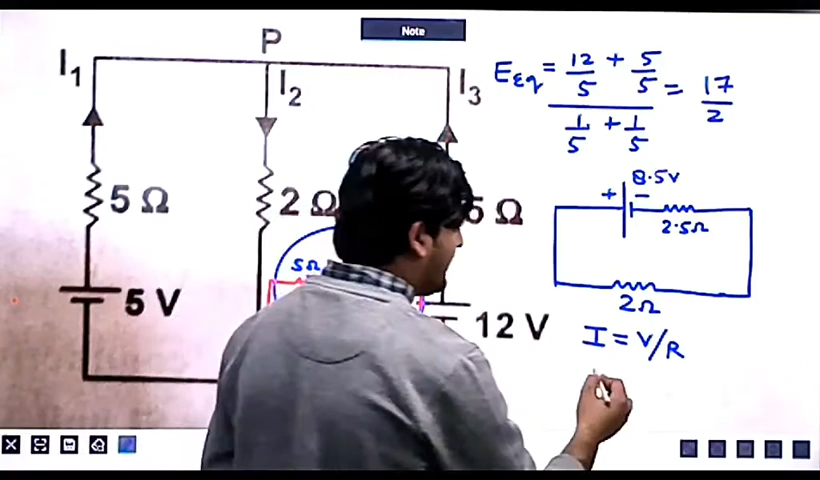 Note
P
I₁
I₂
I₃
5 Ω
2 Ω
5 Ω
5 V
5Ω
12 V
E_Eq = 12/5 + 5/5 / 1/5 + 1/5 = 17/2
+ 8.5V −
2.5Ω
2Ω
I = V/R